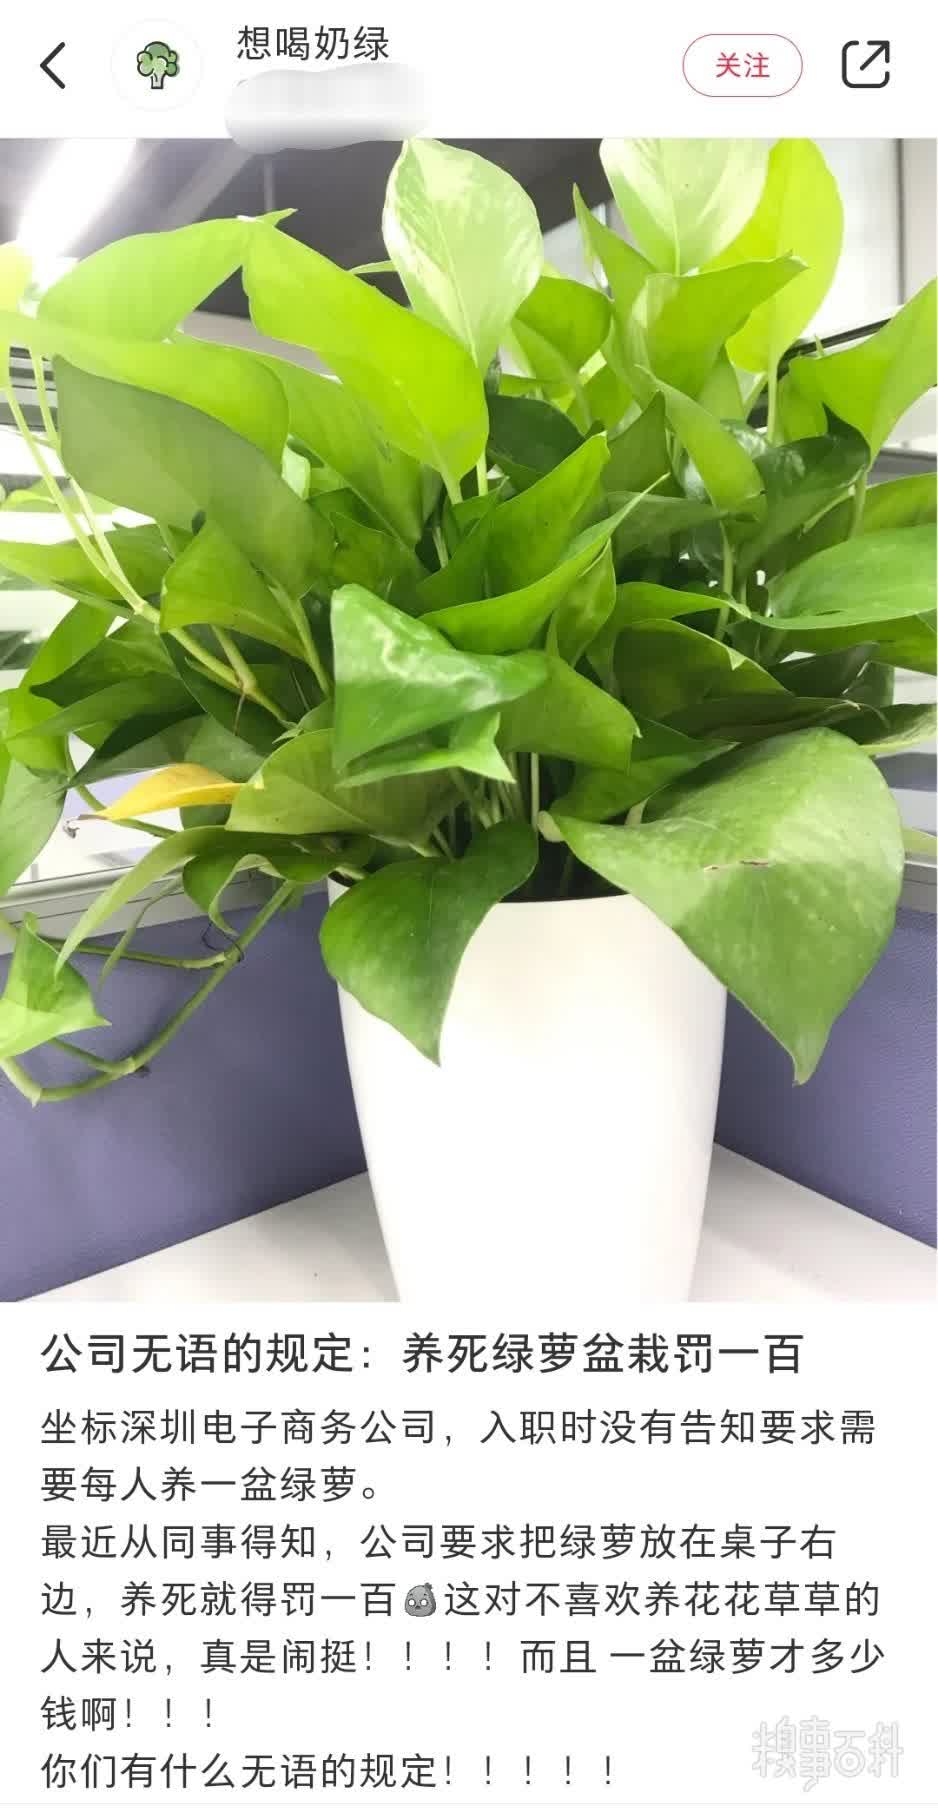 想喝奶绿
关注
公司无语的规定：养死绿萝盆栽罚一百
坐标深圳电子商务公司，入职时没有告知要求需
要每人养一盆绿萝。
最近从同事得知，公司要求把绿萝放在桌子右
边，养死就得罚一百这对不喜欢养花花草草的
人来说，真是闹挺！！！！而且 一盆绿萝才多少
钱啊！！！
你们有什么无语的规定！！！！！
糗事百科